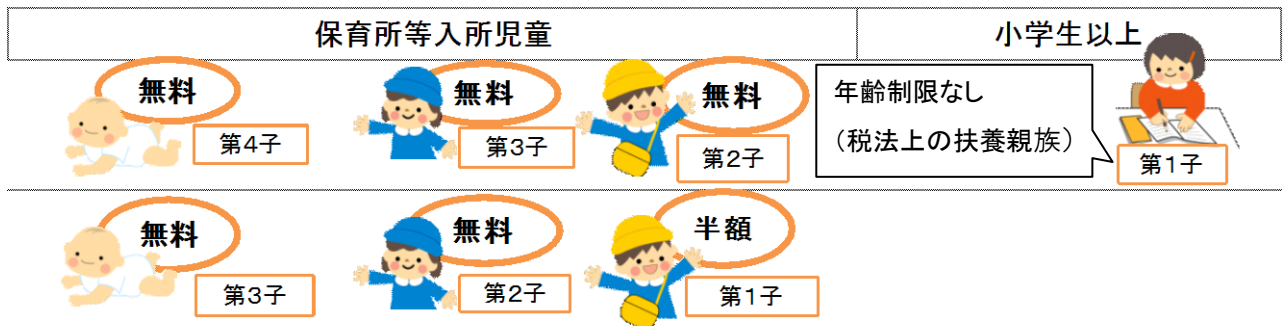 保育所等入所児童
小学生以上
無料
第4子
無料
第3子
無料
第2子
年齢制限なし
（税法上の扶養親族）
第1子
無料
第3子
無料
第2子
半額
第1子